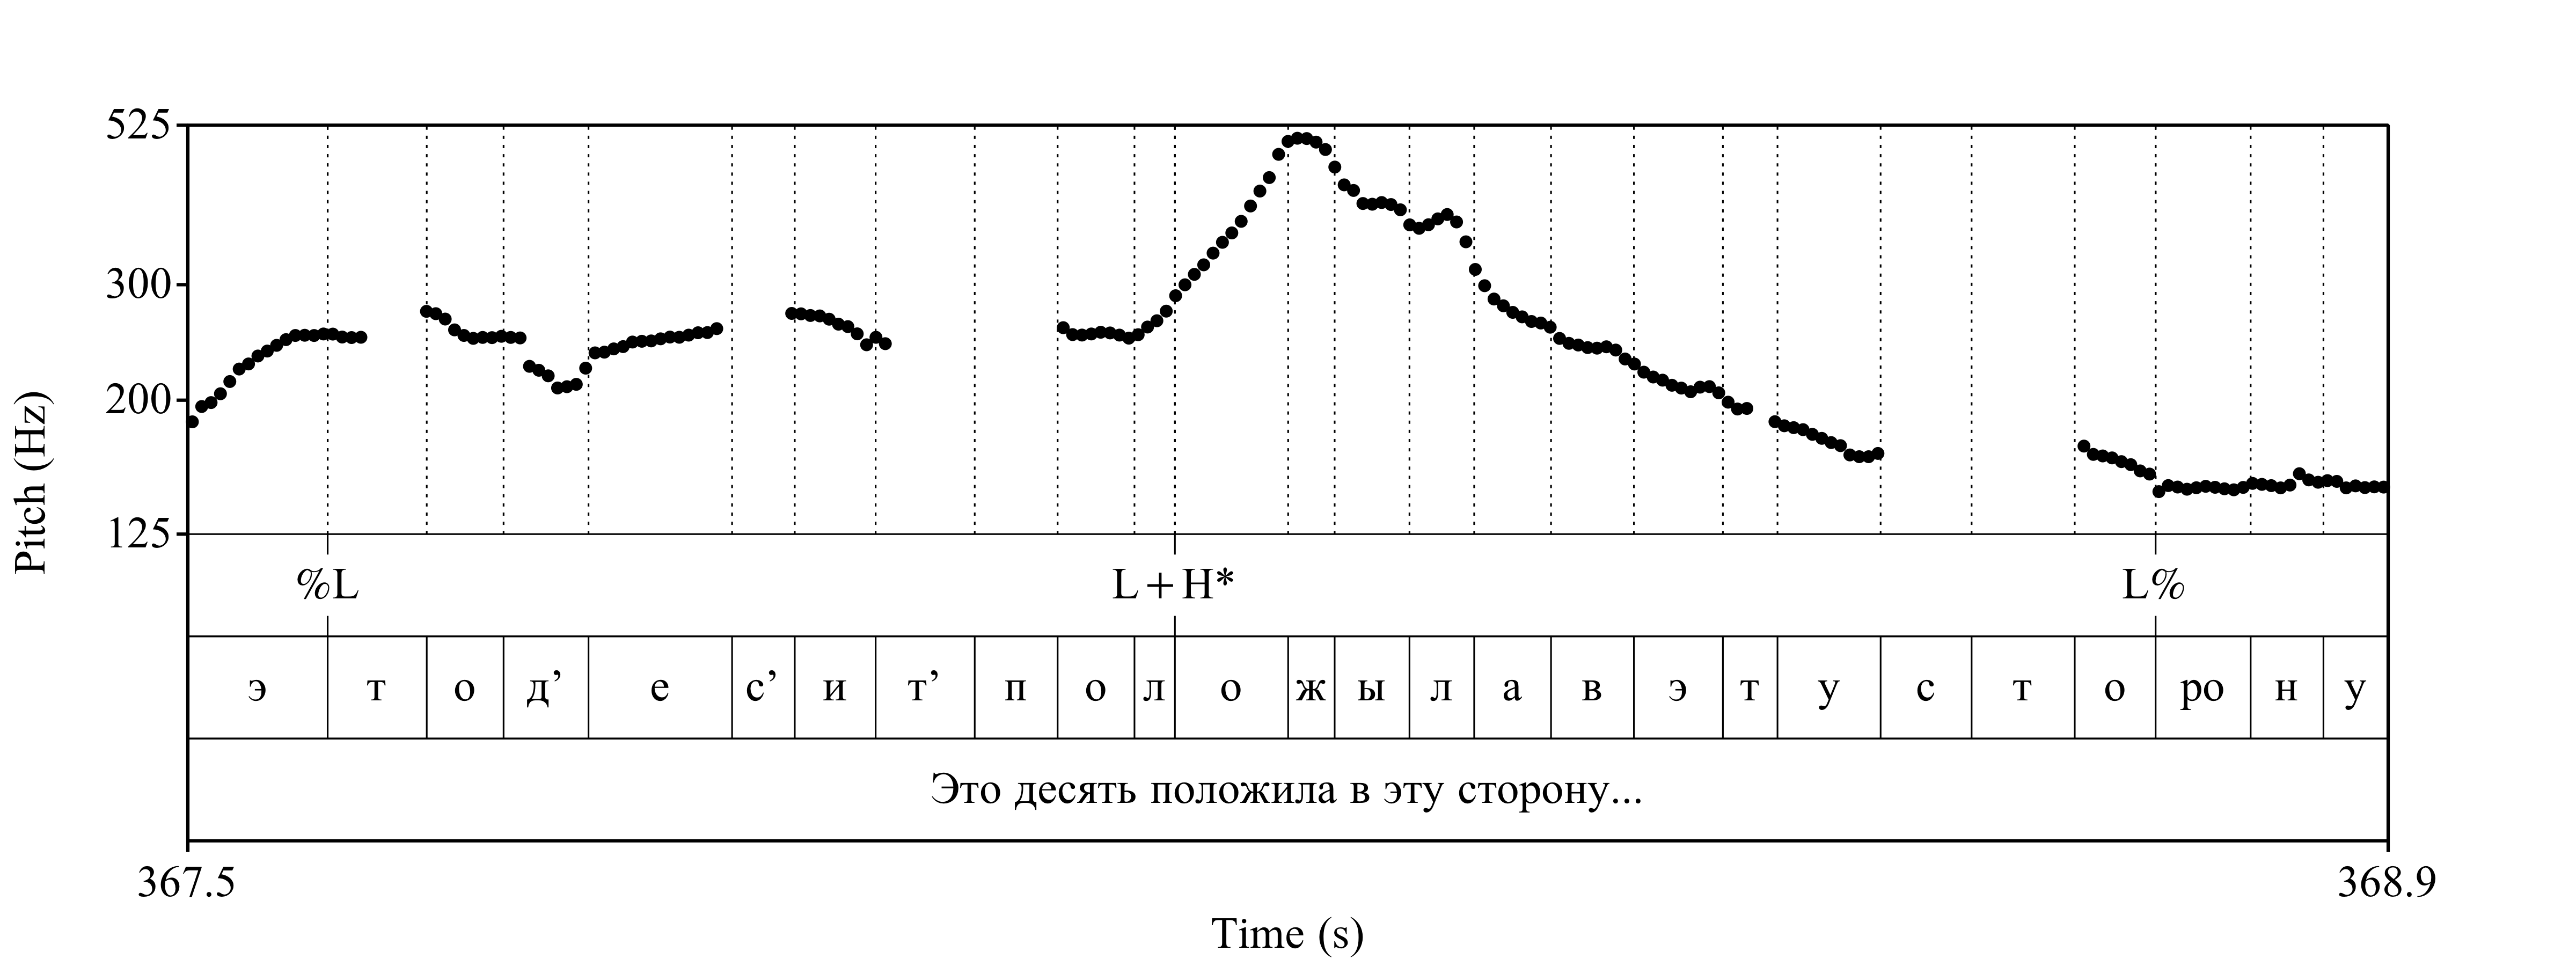 525
300
200
125
Pitch (Hz)
%L L+H* L%
э т о д’ е с’ и т’ п о л о ж ы л а в э т у с т о ро н у
Это десять положила в эту сторону...
367.5 368.9
Time (s)